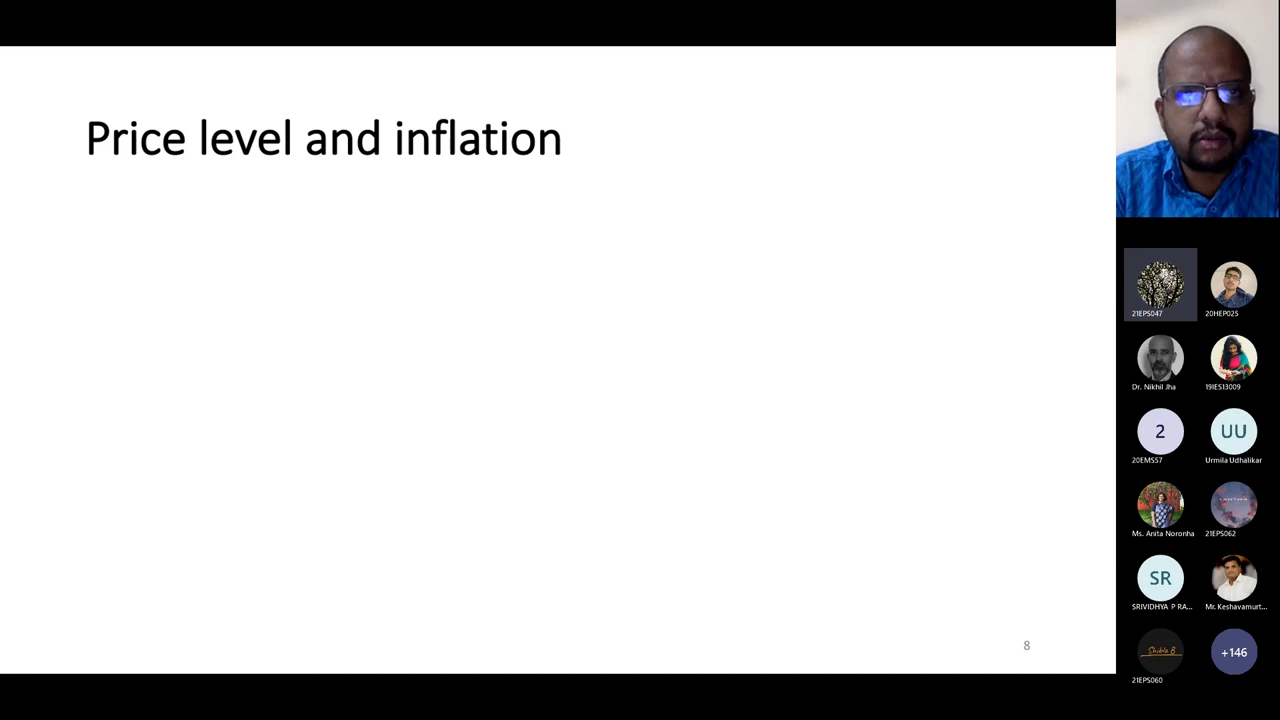 Price level and inflation
8
21EPS047
20HEP025
Dr. Nikhil Jha
19IES13009
2
20EMS57
UU
Urmila Udhalikar
Ms. Anita Noronha
21EPS062
SR
SRIVIDHYA P RA...
Mr. Keshavamurt...
Shibla B
21EPS060
+146